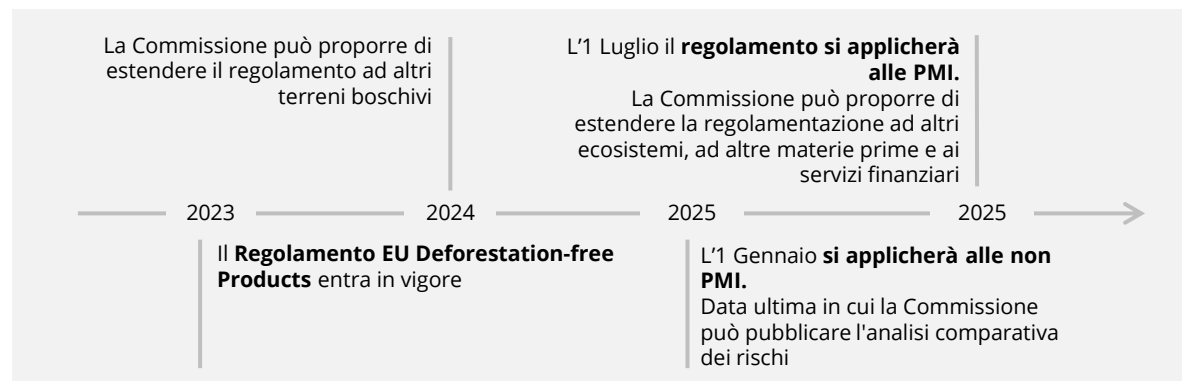 La Commissione può proporre di
estendere il regolamento ad altri
terreni boschivi
L'1 Luglio il regolamento si applicherà
alle PMI.
La Commissione può proporre di
estendere la regolamentazione ad altri
ecosistemi, ad altre materie prime e ai
servizi finanziari
2023
2024
2025
2025
Il Regolamento EU Deforestation-free
Products entra in vigore
L'1 Gennaio si applicherà alle non
PMI.
Data ultima in cui la Commissione
può pubblicare l'analisi comparativa
dei rischi